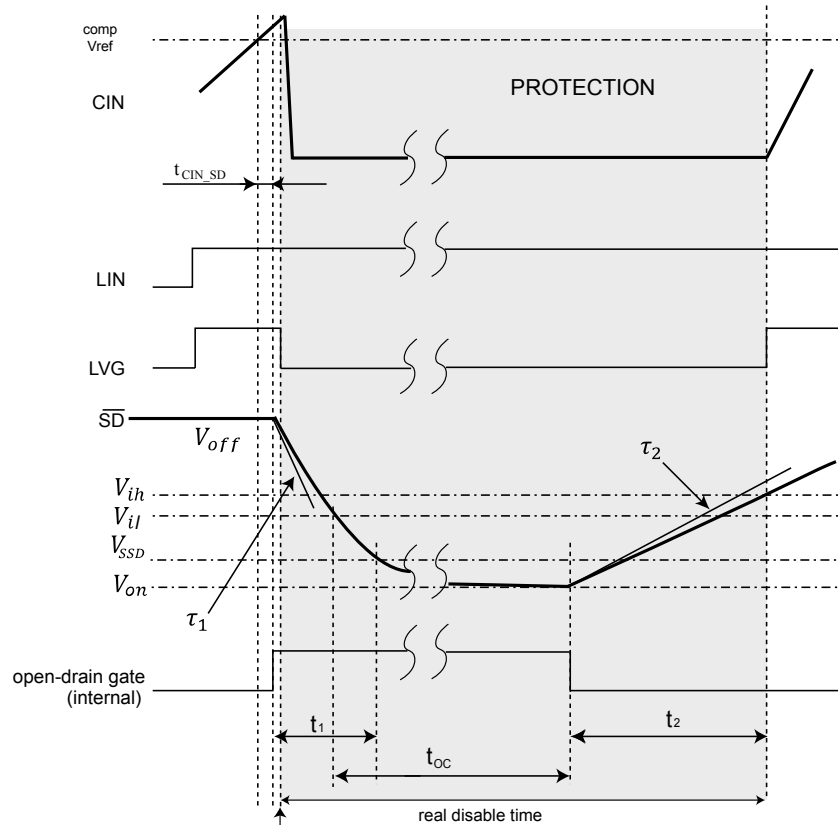 comp
Vref
CIN
PROTECTION
t CIN_SD
LIN
LVG
SD
Voff
Vih
Vil
VSSD
Von
τ1
τ2
open-drain gate
(internal)
t1
t2
tOC
real disable time